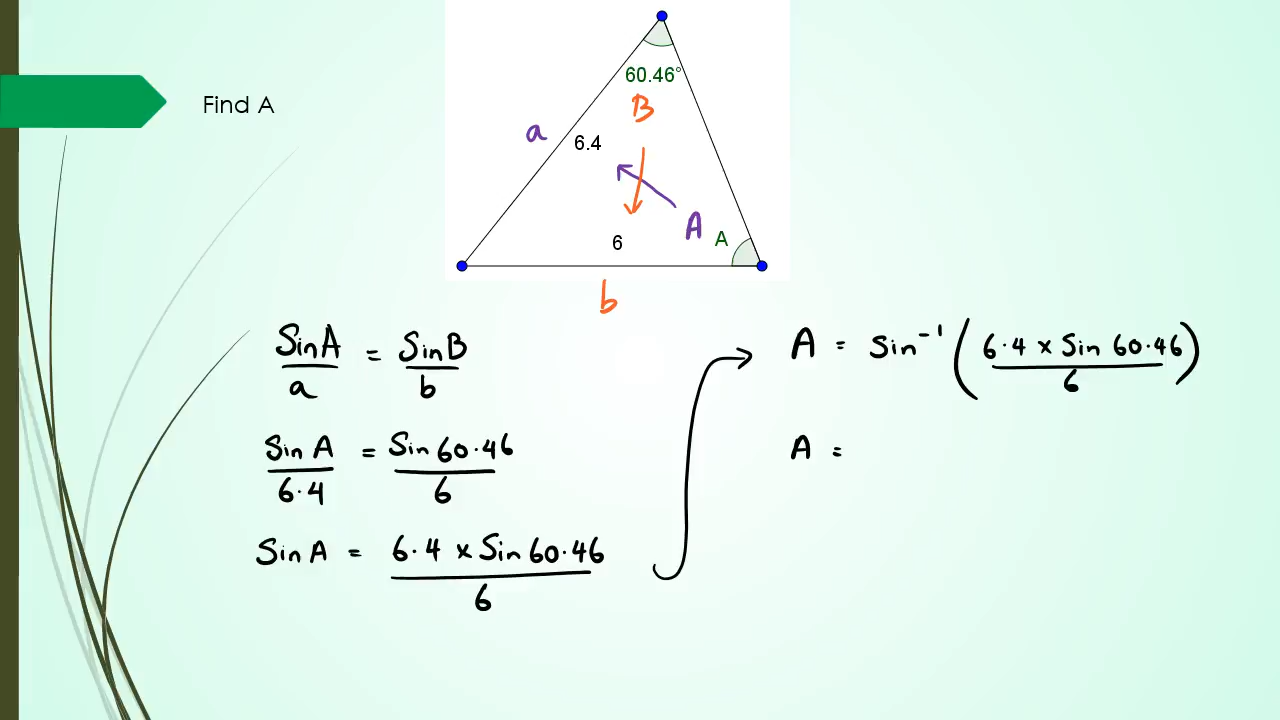 Find A
60.46°
B
a
6.4
A
A
6
b
SinA / a = SinB / b
Sin A / 6.4 = Sin 60.46 / 6
Sin A = 6.4 x Sin 60.46 / 6
A = Sin⁻¹ ( 6.4 x Sin 60.46 / 6 )
A =